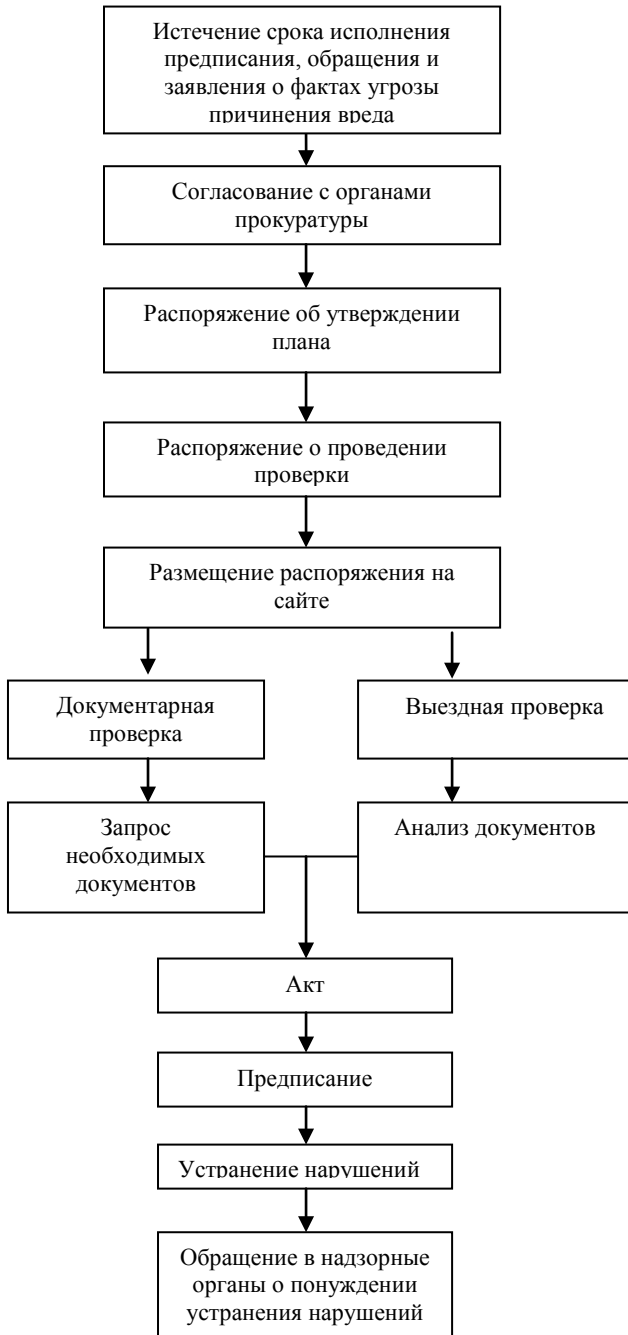 Истечение срока исполнения
предписания, обращения и
заявления о фактах угрозы
причинения вреда
Согласование с органами
прокуратуры
Распоряжение об утверждении
плана
Распоряжение о проведении
проверки
Размещение распоряжения на
сайте
Документарная
проверка
Выездная проверка
Запрос
необходимых
документов
Анализ документов
Акт
Предписание
Устранение нарушений
Обращение в надзорные
органы о понуждении
устранения нарушений